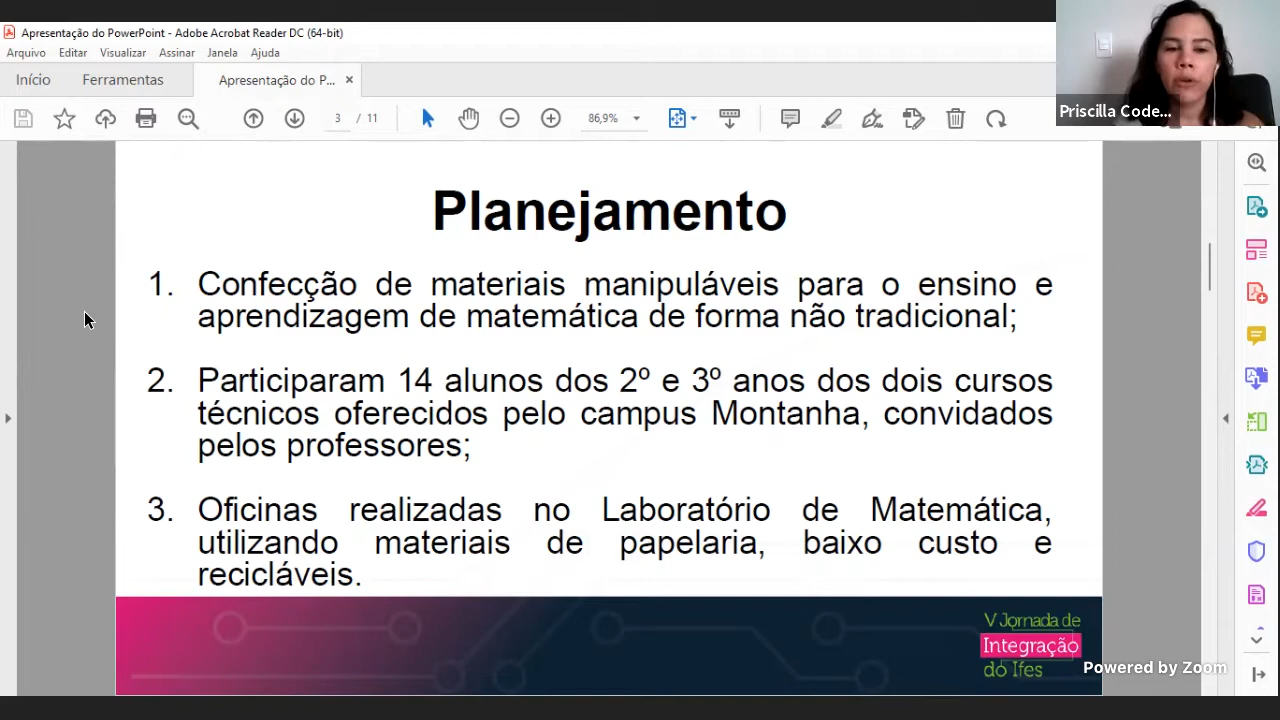 Apresentação do PowerPoint - Adobe Acrobat Reader DC (64-bit)
Arquivo Editar Visualizar Assinar Janela Ajuda
Início Ferramentas Apresentação do P... ×
3 / 11 86,9%
Priscilla Code...
Planejamento
1. Confecção de materiais manipuláveis para o ensino e
aprendizagem de matemática de forma não tradicional;
2. Participaram 14 alunos dos 2º e 3º anos dos dois cursos
técnicos oferecidos pelo campus Montanha, convidados
pelos professores;
3. Oficinas realizadas no Laboratório de Matemática,
utilizando materiais de papelaria, baixo custo e
recicláveis.
V Jornada de
Integração
do Ifes
Powered by Zoom